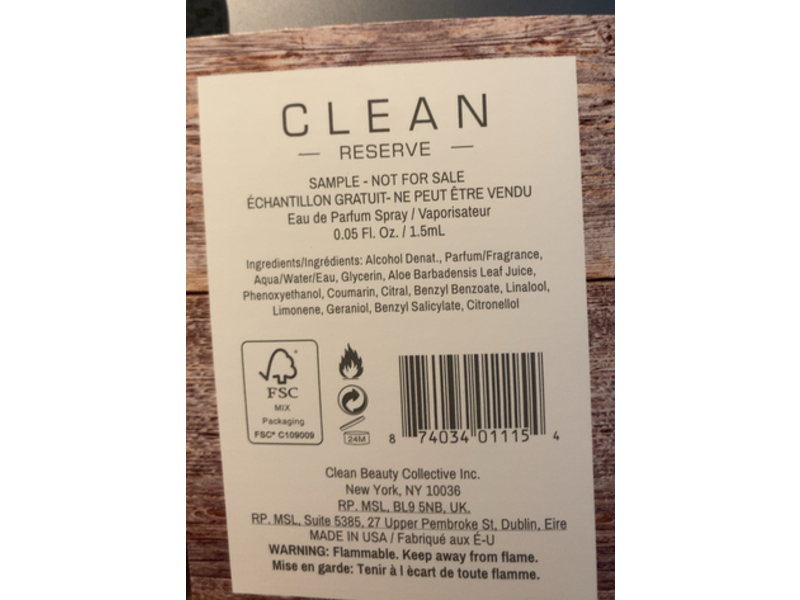 CLEAN
RESERVE
SAMPLE - NOT FOR SALE
ÉCHANTILLON GRATUIT- NE PEUT ÊTRE VENDU
Eau de Parfum Spray / Vaporisateur
0.05 Fl. Oz. / 1.5mL
Ingredients/Ingrédients: Alcohol Denat., Parfum/Fragrance,
Aqua/Water/Eau, Glycerin, Aloe Barbadensis Leaf Juice,
Phenoxyethanol, Coumarin, Citral, Benzyl Benzoate, Linalool,
Limonene, Geraniol, Benzyl Salicylate, Citronellol
FSC
MIX
Packaging
FSC® C109009
24M
8 74034 01115 4
Clean Beauty Collective Inc.
New York, NY 10036
RP. MSL, BL9 5NB, UK.
RP. MSL, Suite 5385, 27 Upper Pembroke St, Dublin, Eire
MADE IN USA / Fabriqué aux É-U
WARNING: Flammable. Keep away from flame.
Mise en garde: Tenir à l écart de toute flamme.